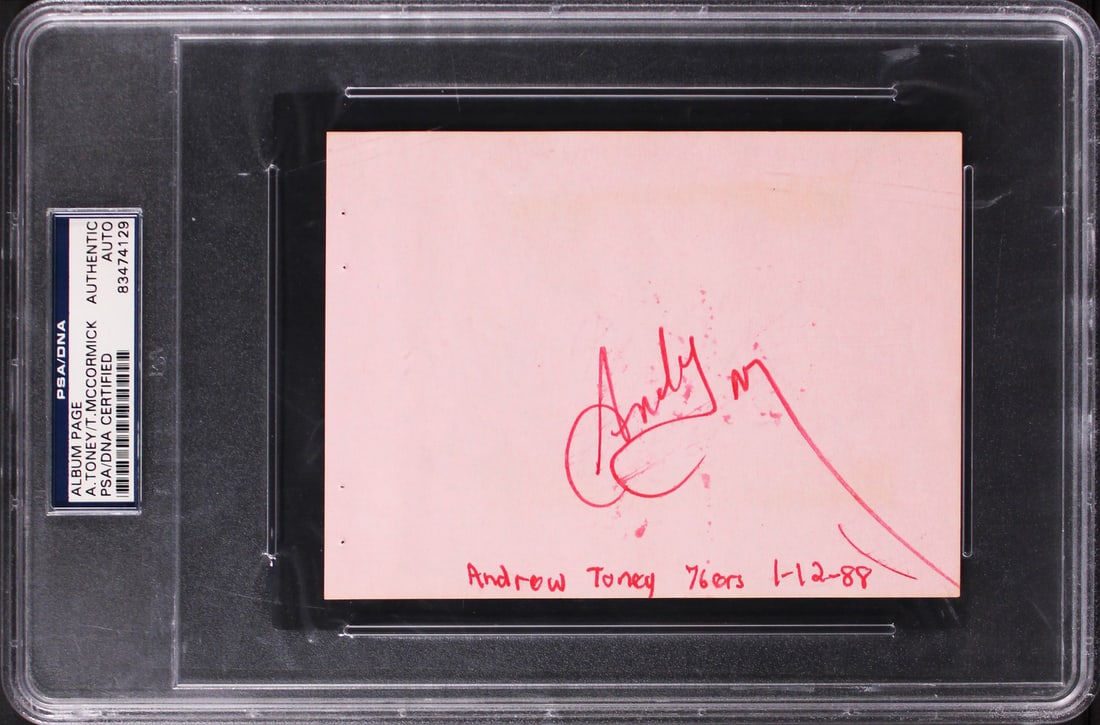 PSA/DNA
ALBUM PAGE
A.TONEY/T.MCCORMICK AUTHENTIC
PSA/DNA CERTIFIED AUTO
83474129
Andy
Andrew Toney 76ers 1-12-88